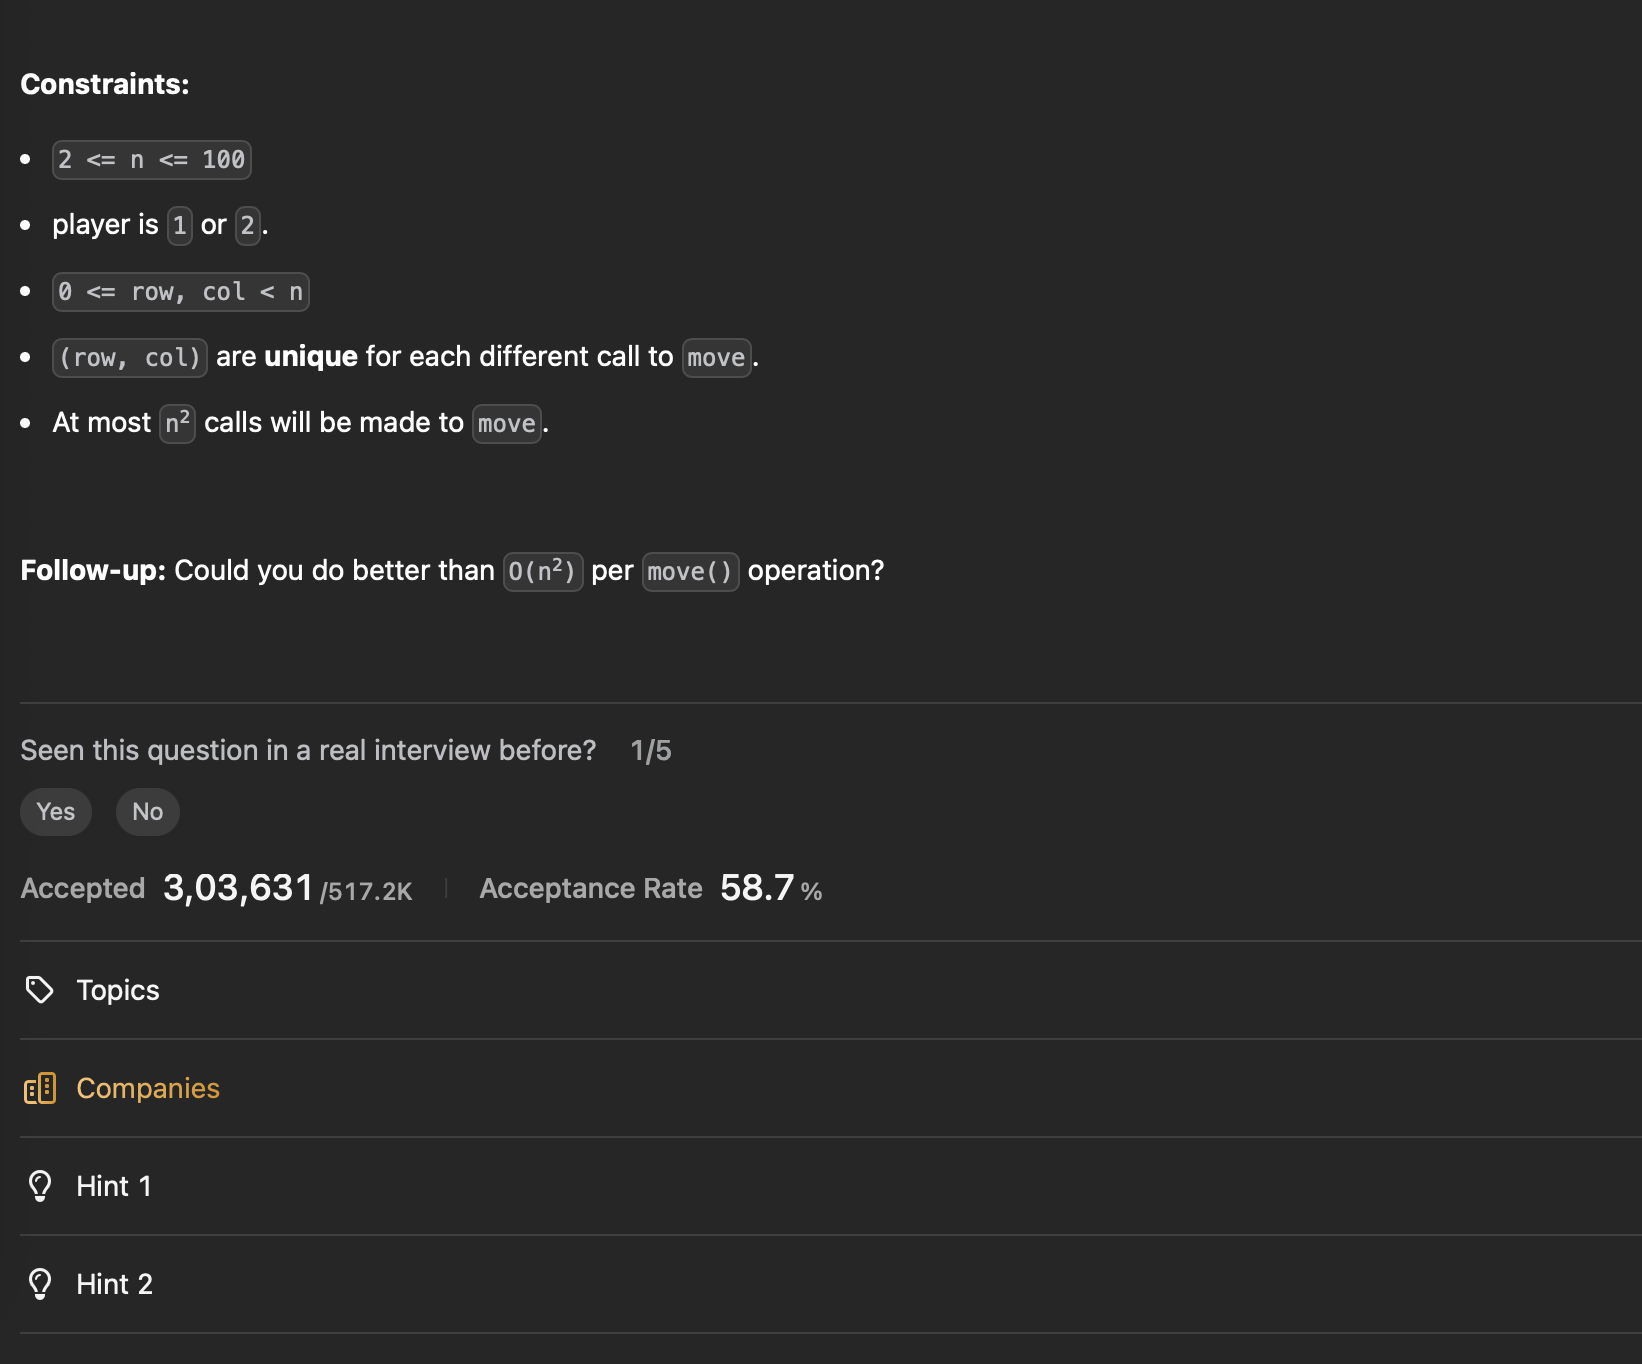 Constraints:
2 <= n <= 100
player is 1 or 2.
0 <= row, col < n
(row, col) are unique for each different call to move.
At most n² calls will be made to move.
Follow-up: Could you do better than O(n²) per move() operation?
Seen this question in a real interview before? 1/5
Yes No
Accepted 3,03,631/517.2K Acceptance Rate 58.7 %
Topics
Companies
Hint 1
Hint 2